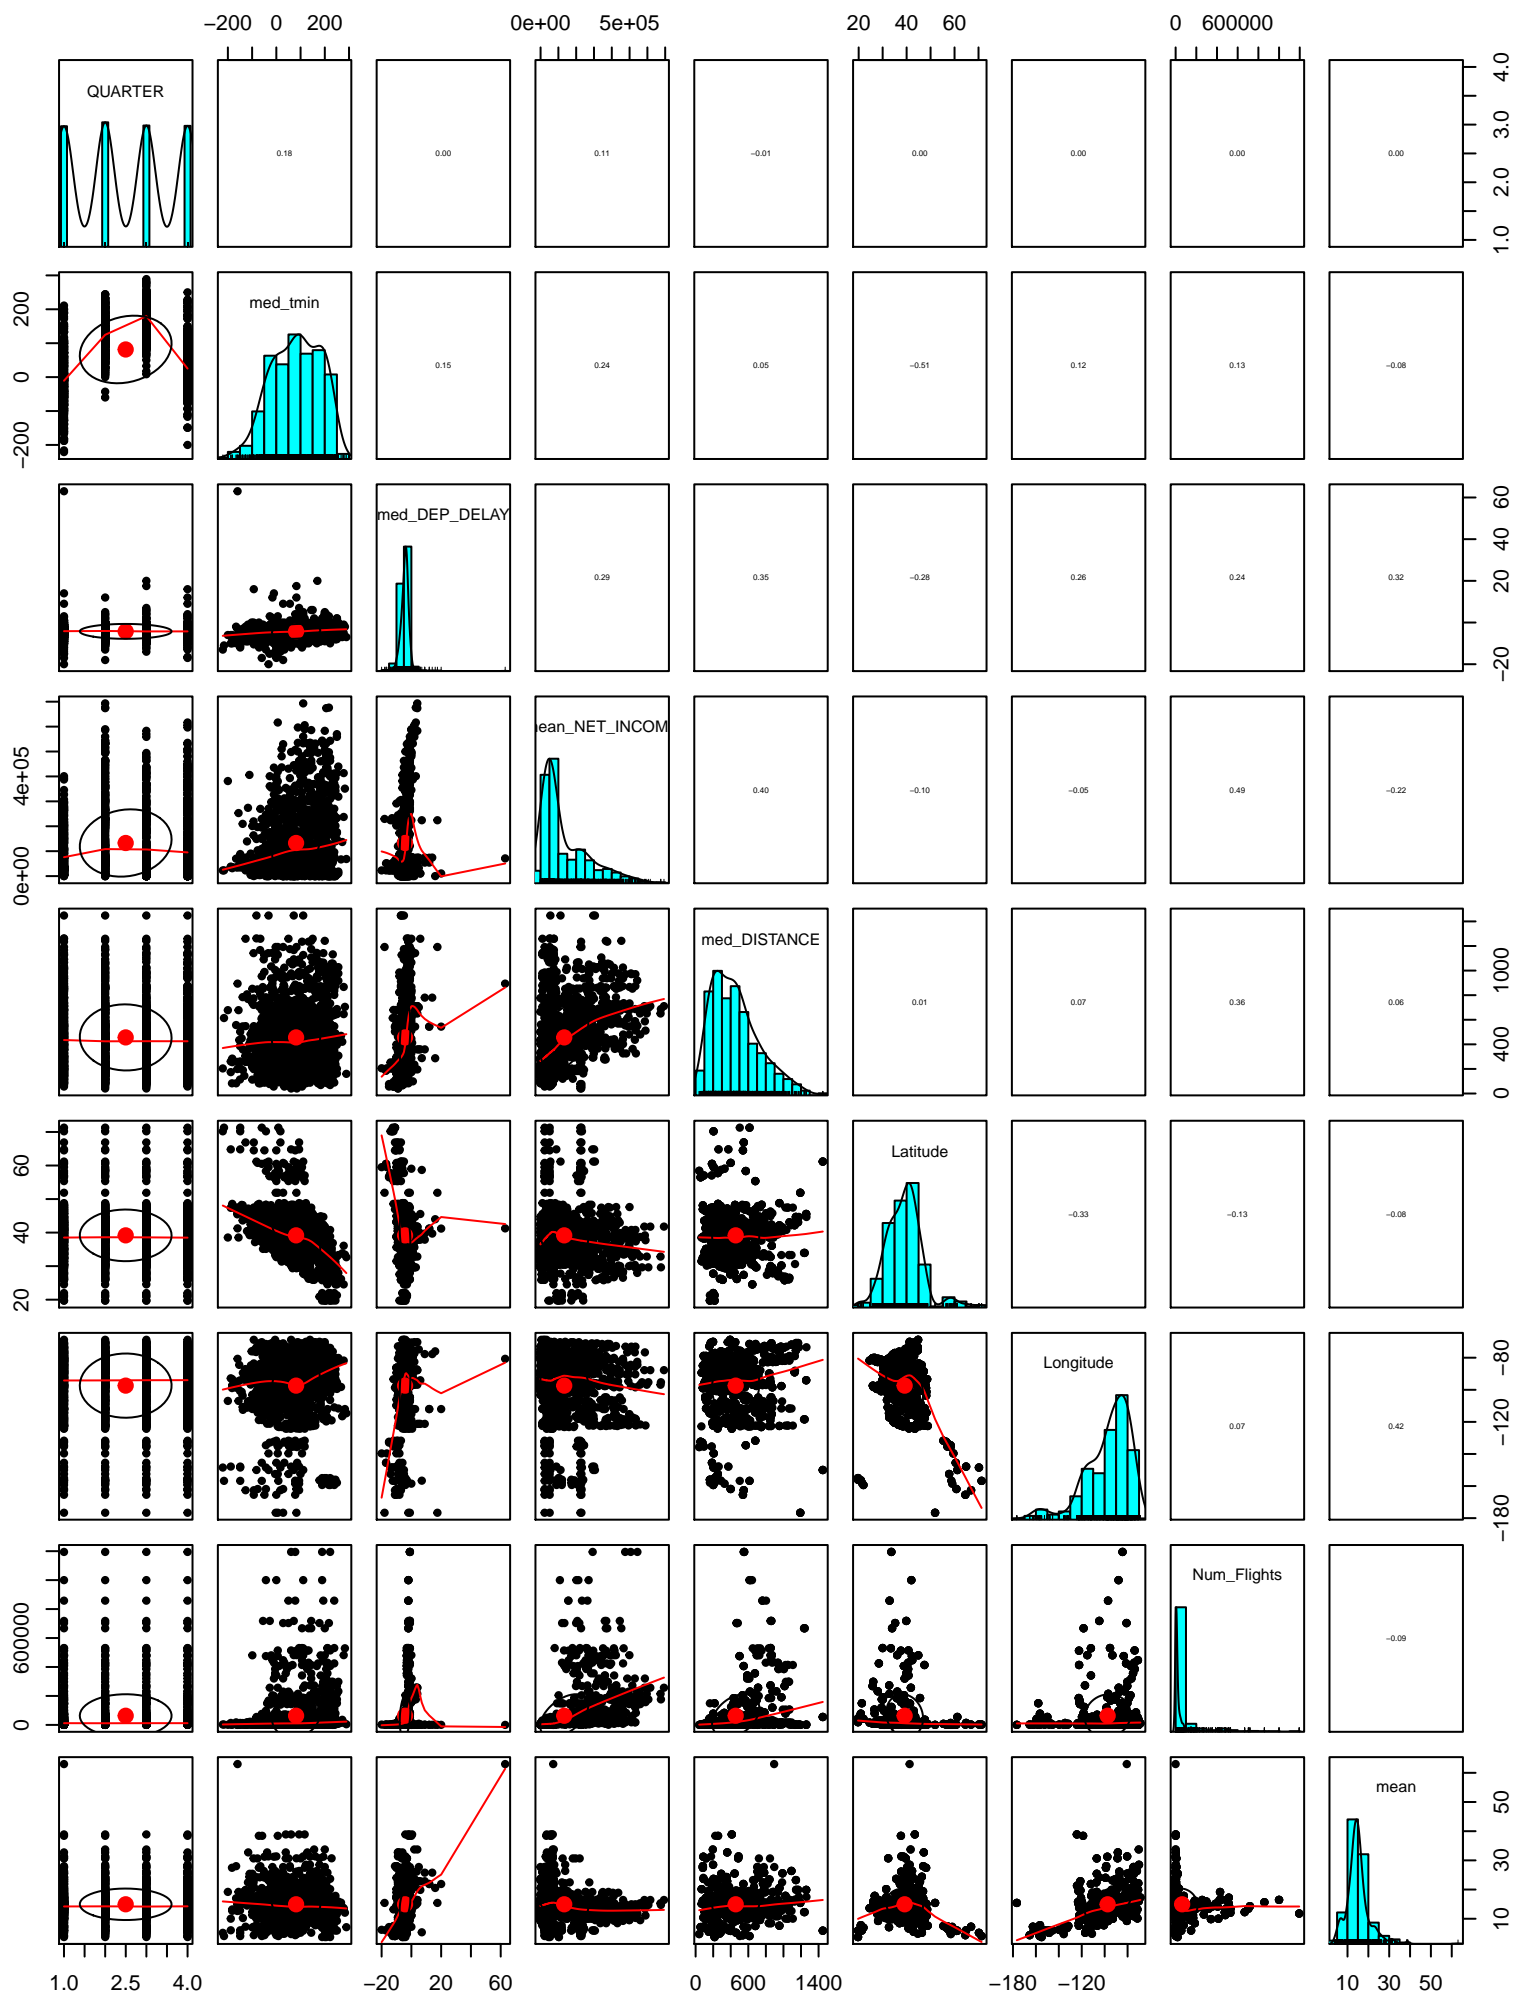 −200 0 200 0e+00 5e+05 20 40 60 0 600000
QUARTER 0.18 0.00 0.11 −0.01 0.00 0.00 0.00 0.00
1.0 2.0 3.0 4.0
med_tmin 0.15 0.24 0.05 −0.51 0.12 0.13 −0.08
−200 0 200
med_DEP_DELAY 0.29 0.35 −0.28 0.26 0.24 0.32
−20 20 40 60
ean_NET_INCOM 0.40 −0.10 −0.05 0.49 −0.22
0e+00 4e+05
med_DISTANCE 0.01 0.07 0.36 0.06
0 400 1000
Latitude −0.33 −0.13 −0.08
20 40 60
Longitude 0.07 0.42
−180 −120 −80
Num_Flights −0.09
0 600000
mean
10 30 50
1.0 2.5 4.0 −20 20 60 0 600 1400 −180 −120 10 30 50